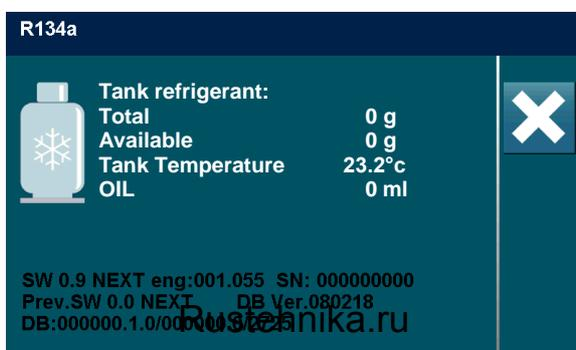 R134a
Tank refrigerant:
Total 0 g
Available 0 g
Tank Temperature 23.2°c
OIL 0 ml
SW 0.9 NEXT eng:001.055 SN: 000000000
Prev.SW 0.0 NEXT DB Ver.080218
DB:000000.1.0/000000.
Rustehnika.ru